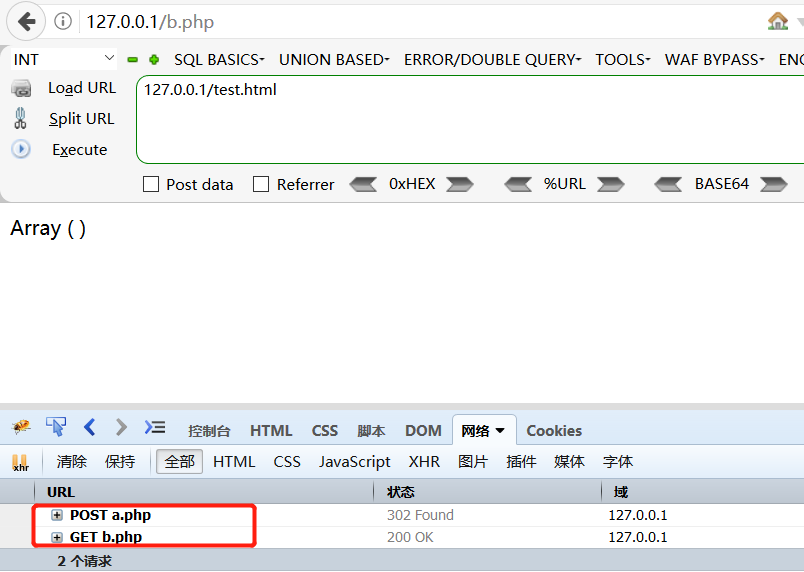 127.0.0.1/b.php
INT SQL BASICS UNION BASED ERROR/DOUBLE QUERY TOOLS WAF BYPASS ENC
Load URL 127.0.0.1/test.html
Split URL
Execute
Post data Referrer 0xHEX %URL BASE64
Array ( )
控制台 HTML CSS 脚本 DOM 网络 Cookies
xhr 清除 保持 全部 HTML CSS JavaScript XHR 图片 插件 媒体 字体
URL 状态 域
POST a.php 302 Found 127.0.0.1
GET b.php 200 OK 127.0.0.1
2 个请求